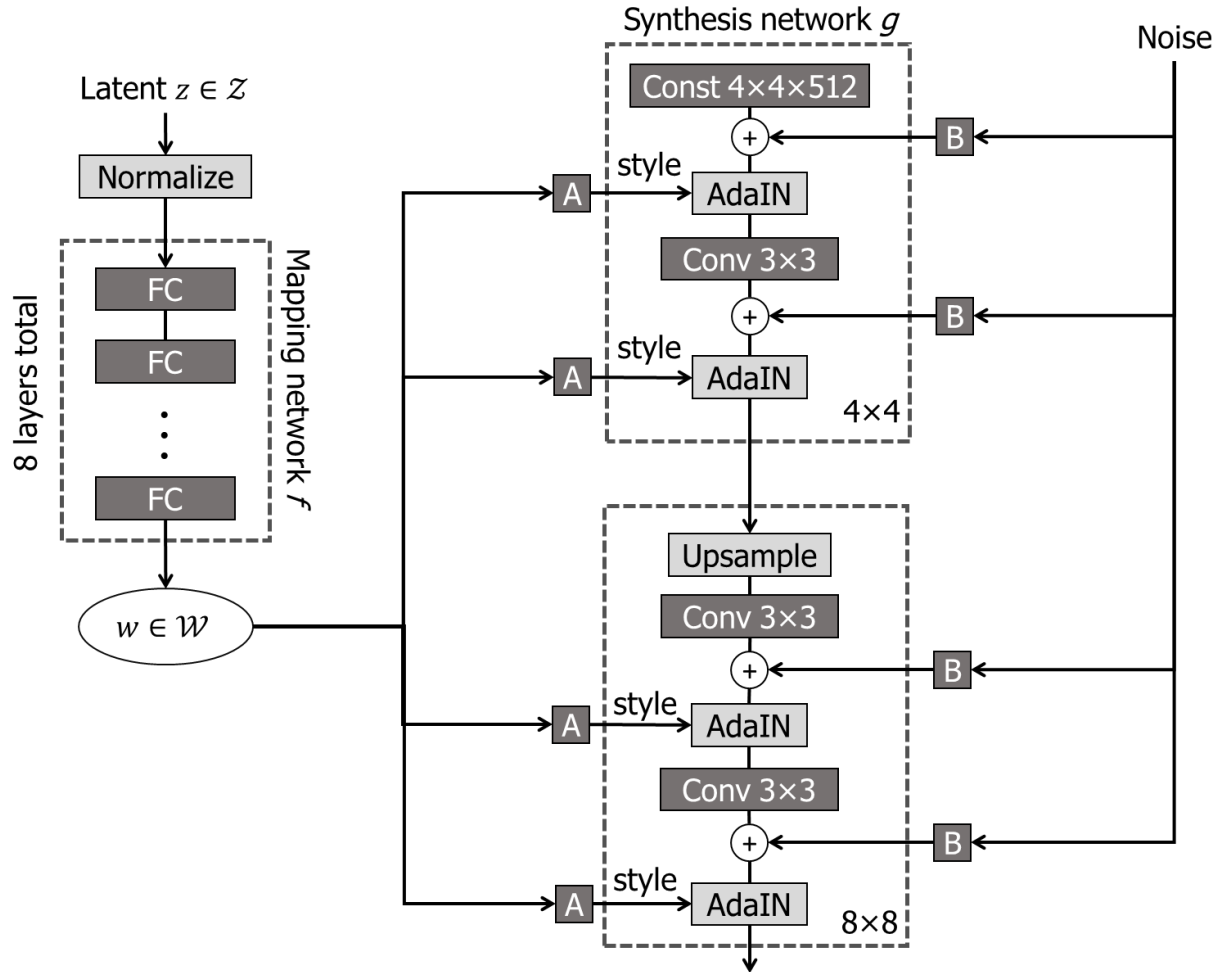 Latent z ∈ 𝒵
Normalize
8 layers total
Mapping network f
FC
FC
FC
w ∈ 𝒲
Synthesis network g
Noise
Const 4×4×512
+
B
style
A
AdaIN
Conv 3×3
+
B
style
A
AdaIN
4×4
Upsample
Conv 3×3
+
B
style
A
AdaIN
Conv 3×3
+
B
style
A
AdaIN
8×8